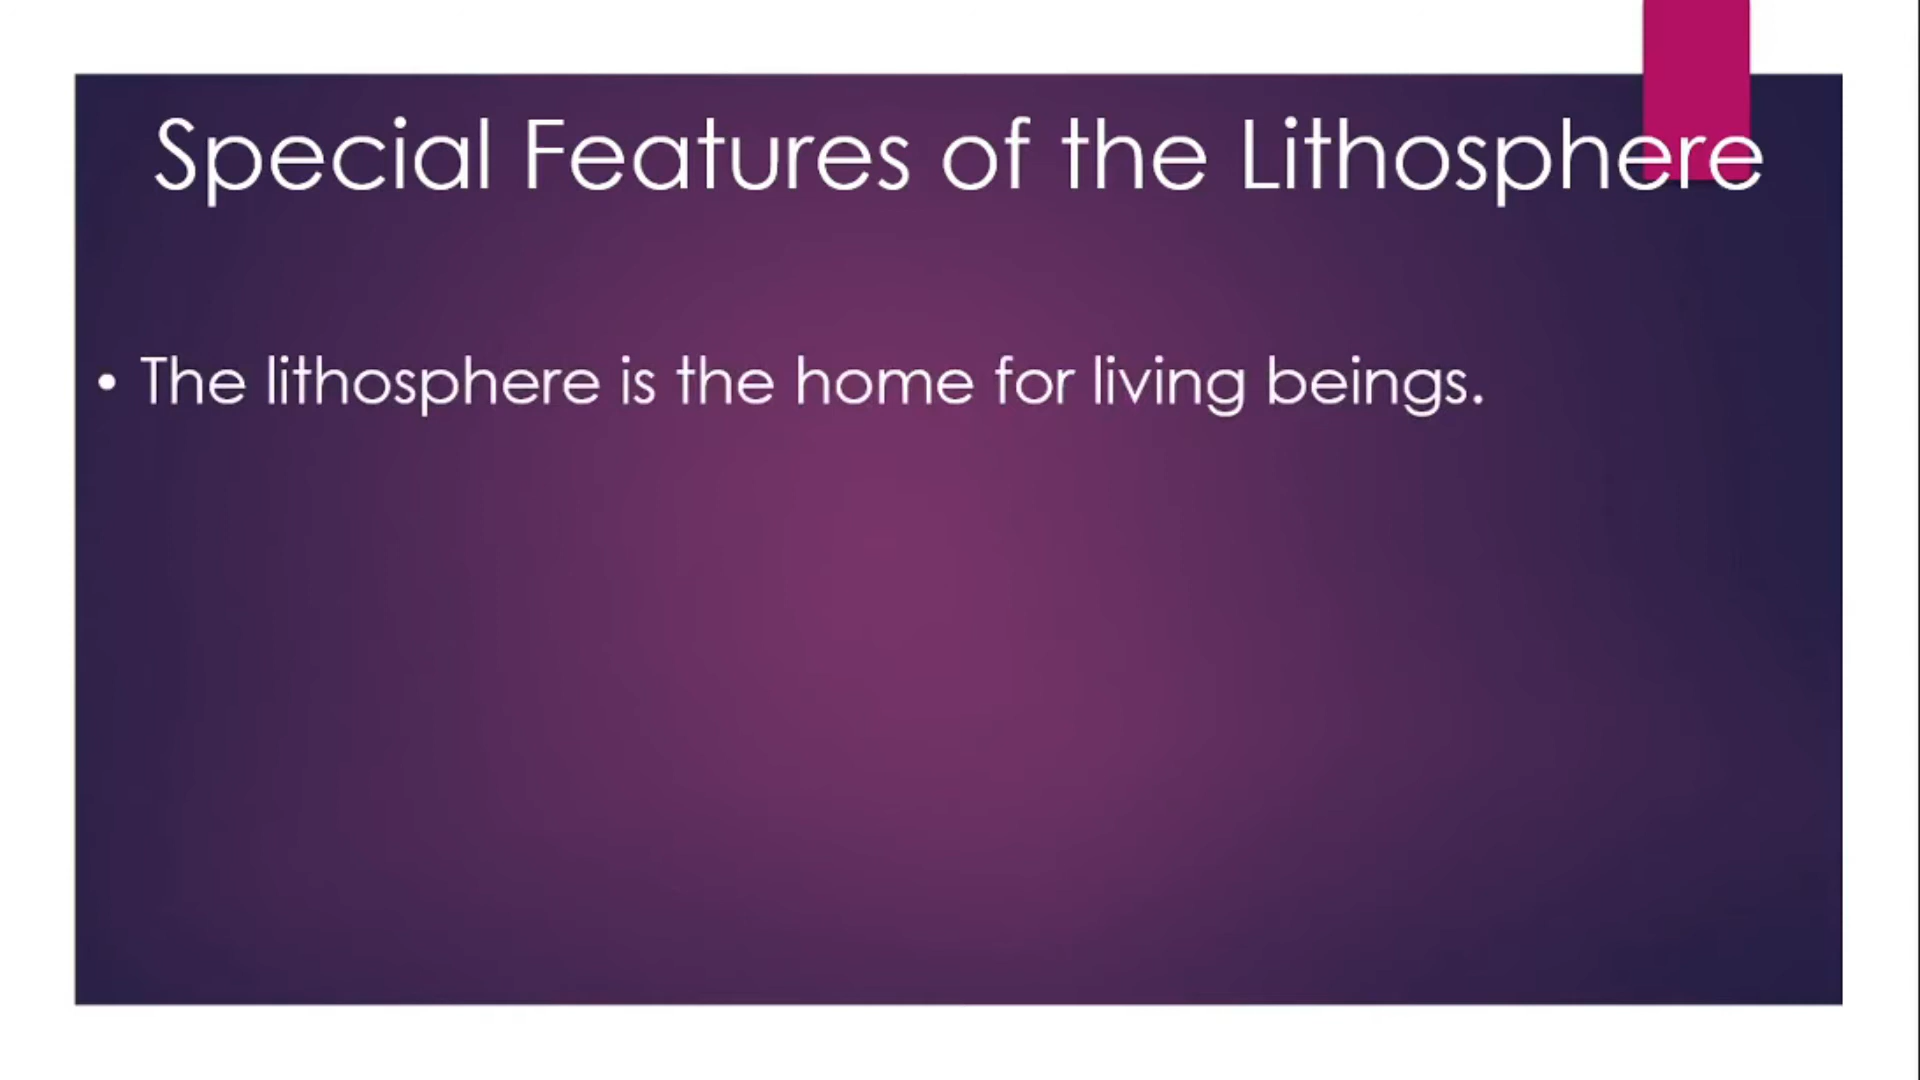 Special Features of the Lithosphere
• The lithosphere is the home for living beings.